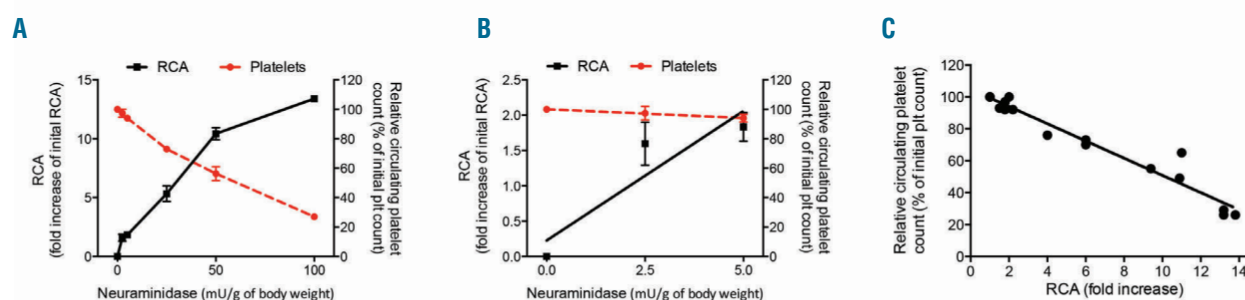 A
RCA
Platelets
RCA
(fold increase of inital RCA)
15
10
5
0
0
50
100
Neuraminidase (mU/g of body weight)
120
100
80
60
40
20
0
Relative circulating platelet
count (% of initial plt count)
B
RCA
Platelets
RCA
(fold increase of inital RCA)
2.5
2.0
1.5
1.0
0.5
0.0
0.0
2.5
5.0
Neuraminidase (mU/g of body weight)
120
100
80
60
40
20
0
Relative circulating platelet
count (% of initial plt count)
C
Relative circulating platelet
count (% of initial plt count)
120
100
80
60
40
20
0
0
2
4
6
8
10
12
14
RCA (fold increase)